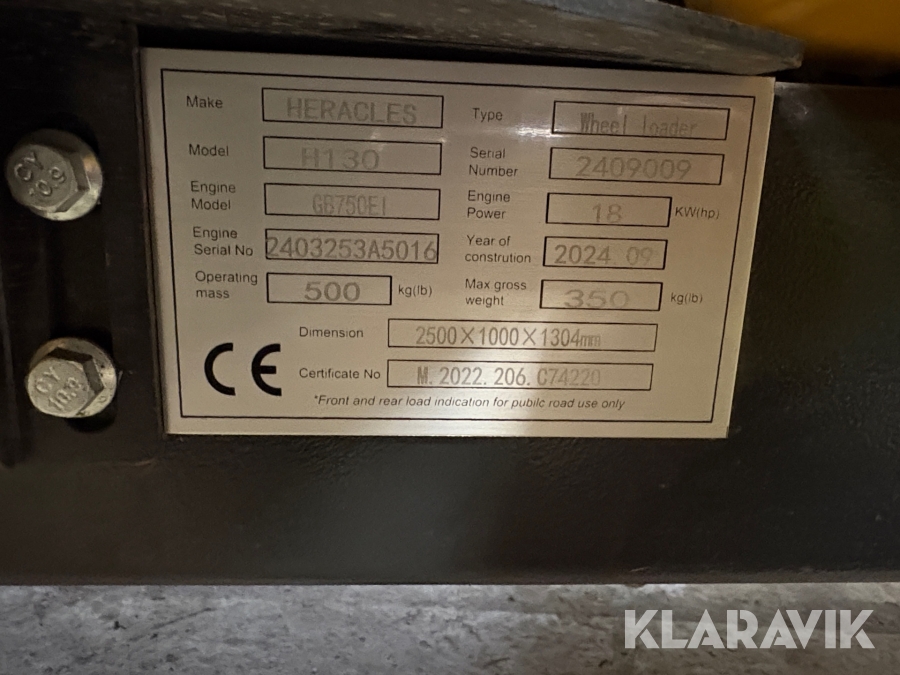 Make HERACLES Type Wheel loader
Model H130 Serial Number 2409009
Engine Model GB750EI Engine Power 18 KW(hp)
Engine Serial No 2403253A5016 Year of constrution 2024.09
Operating mass 500 kg(lb) Max gross weight 350 kg(lb)
Dimension 2500×1000×1304mm
CE Certificate No M.2022.206.C74220
*Front and rear load indication for pubilc road use only
CY
10.9
CY
10.9
KLARAVIK